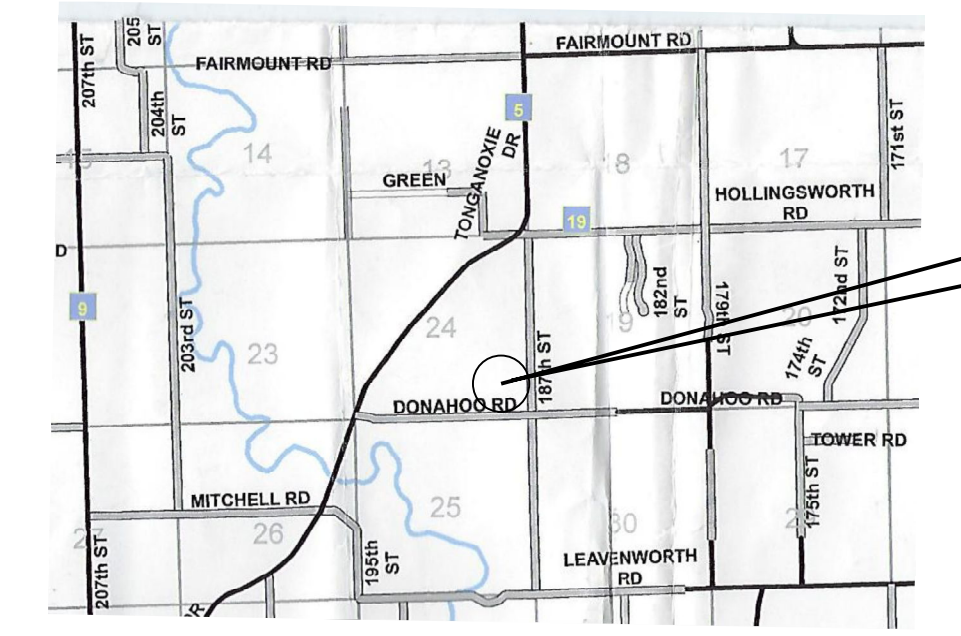 205
ST
207th ST
FAIRMOUNT RD
FAIRMOUNT RD
5
204th
ST
171st ST
15
14
13
18
17
TONGANOXIE
DR
GREEN
HOLLINGSWORTH
RD
19
D
9
203rd ST
182nd
ST
179th ST
172nd ST
19
20
24
23
174th
ST
187th ST
DONAHOO RD
DONAHOO RD
TOWER RD
175th ST
MITCHELL RD
25
26
30
207th ST
195th
ST
LEAVENWORTH
RD